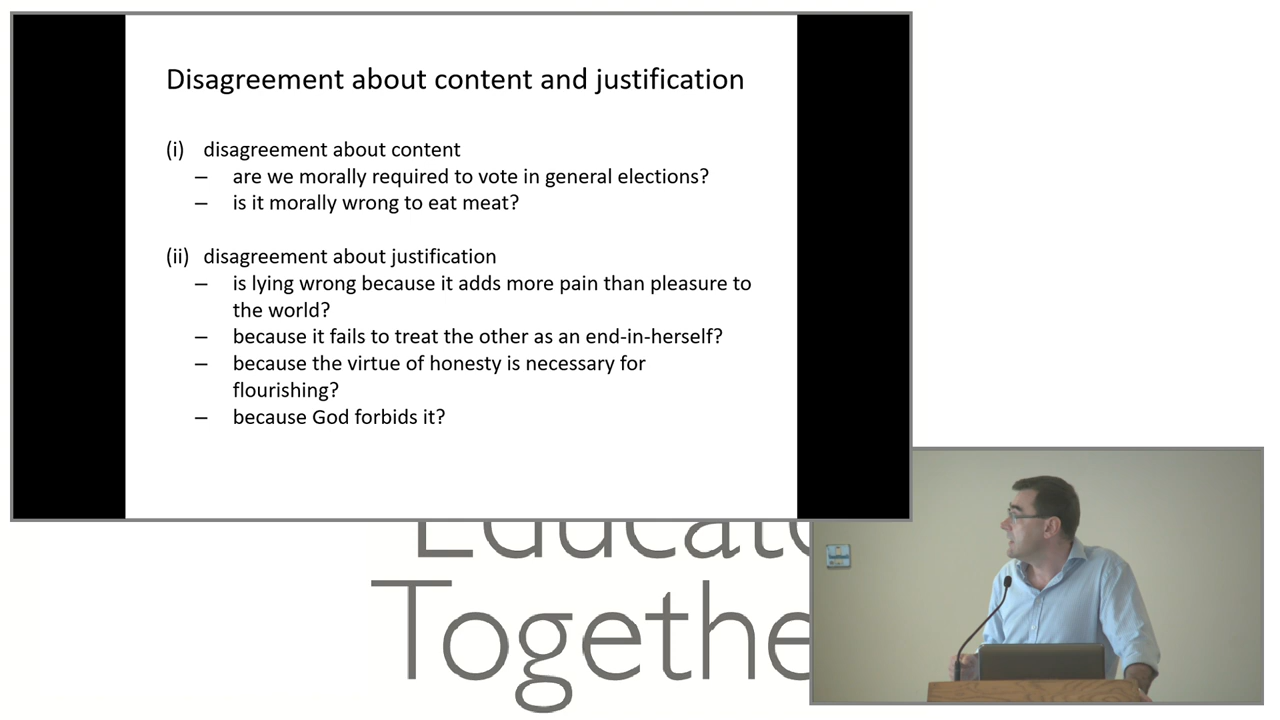 Disagreement about content and justification
(i) disagreement about content
– are we morally required to vote in general elections?
– is it morally wrong to eat meat?
(ii) disagreement about justification
– is lying wrong because it adds more pain than pleasure to
the world?
– because it fails to treat the other as an end-in-herself?
– because the virtue of honesty is necessary for
flourishing?
– because God forbids it?
Togethe